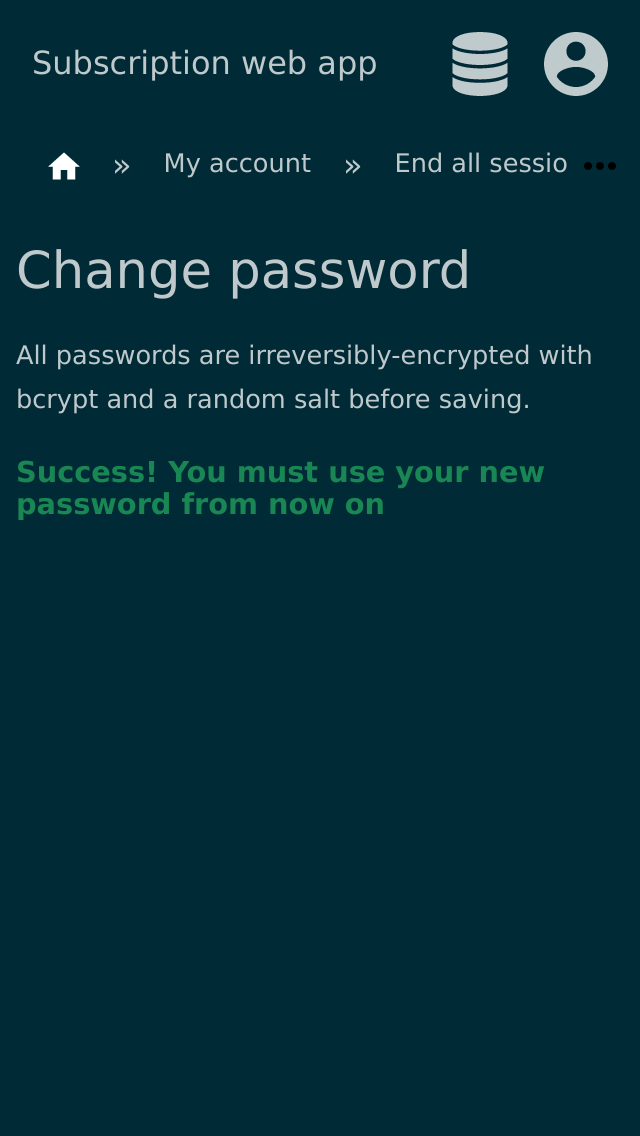 Subscription web app
» My account » End all sessio
Change password
All passwords are irreversibly-encrypted with
bcrypt and a random salt before saving.
Success! You must use your new
password from now on